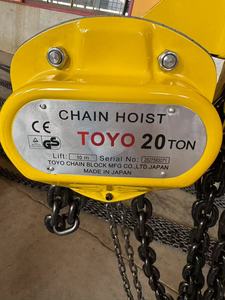 CHAIN HOIST
CE GS
TOYO 20 TON
Lift: 10 m Serial No:
TOYO CHAIN BLOCK MFG CO.,LTD.JAPAN
MADE IN JAPAN